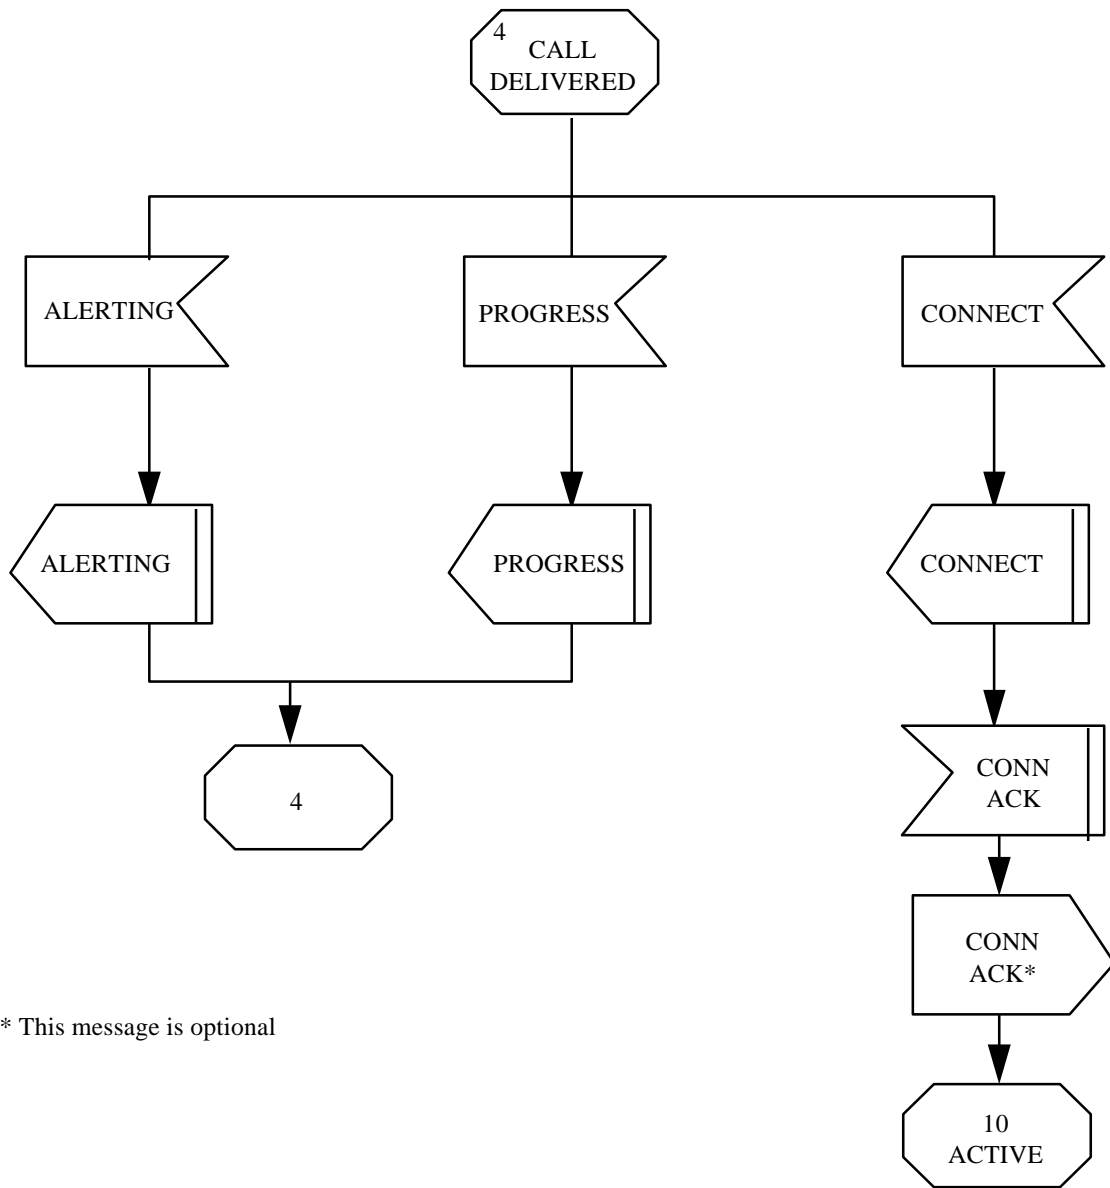 4
CALL
DELIVERED
ALERTING
PROGRESS
CONNECT
ALERTING
PROGRESS
CONNECT
CONN
ACK
4
CONN
ACK*
* This message is optional
10
ACTIVE